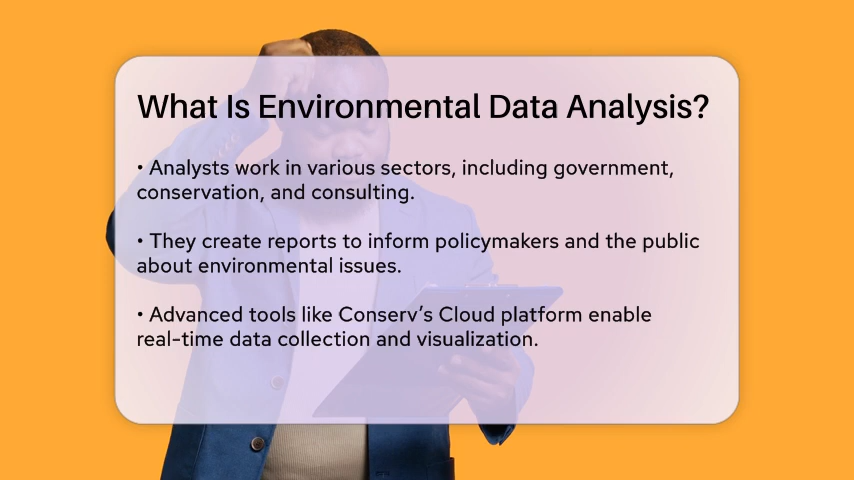 What Is Environmental Data Analysis?
• Analysts work in various sectors, including government,
conservation, and consulting.
• They create reports to inform policymakers and the public
about environmental issues.
• Advanced tools like Conserv’s Cloud platform enable
real-time data collection and visualization.